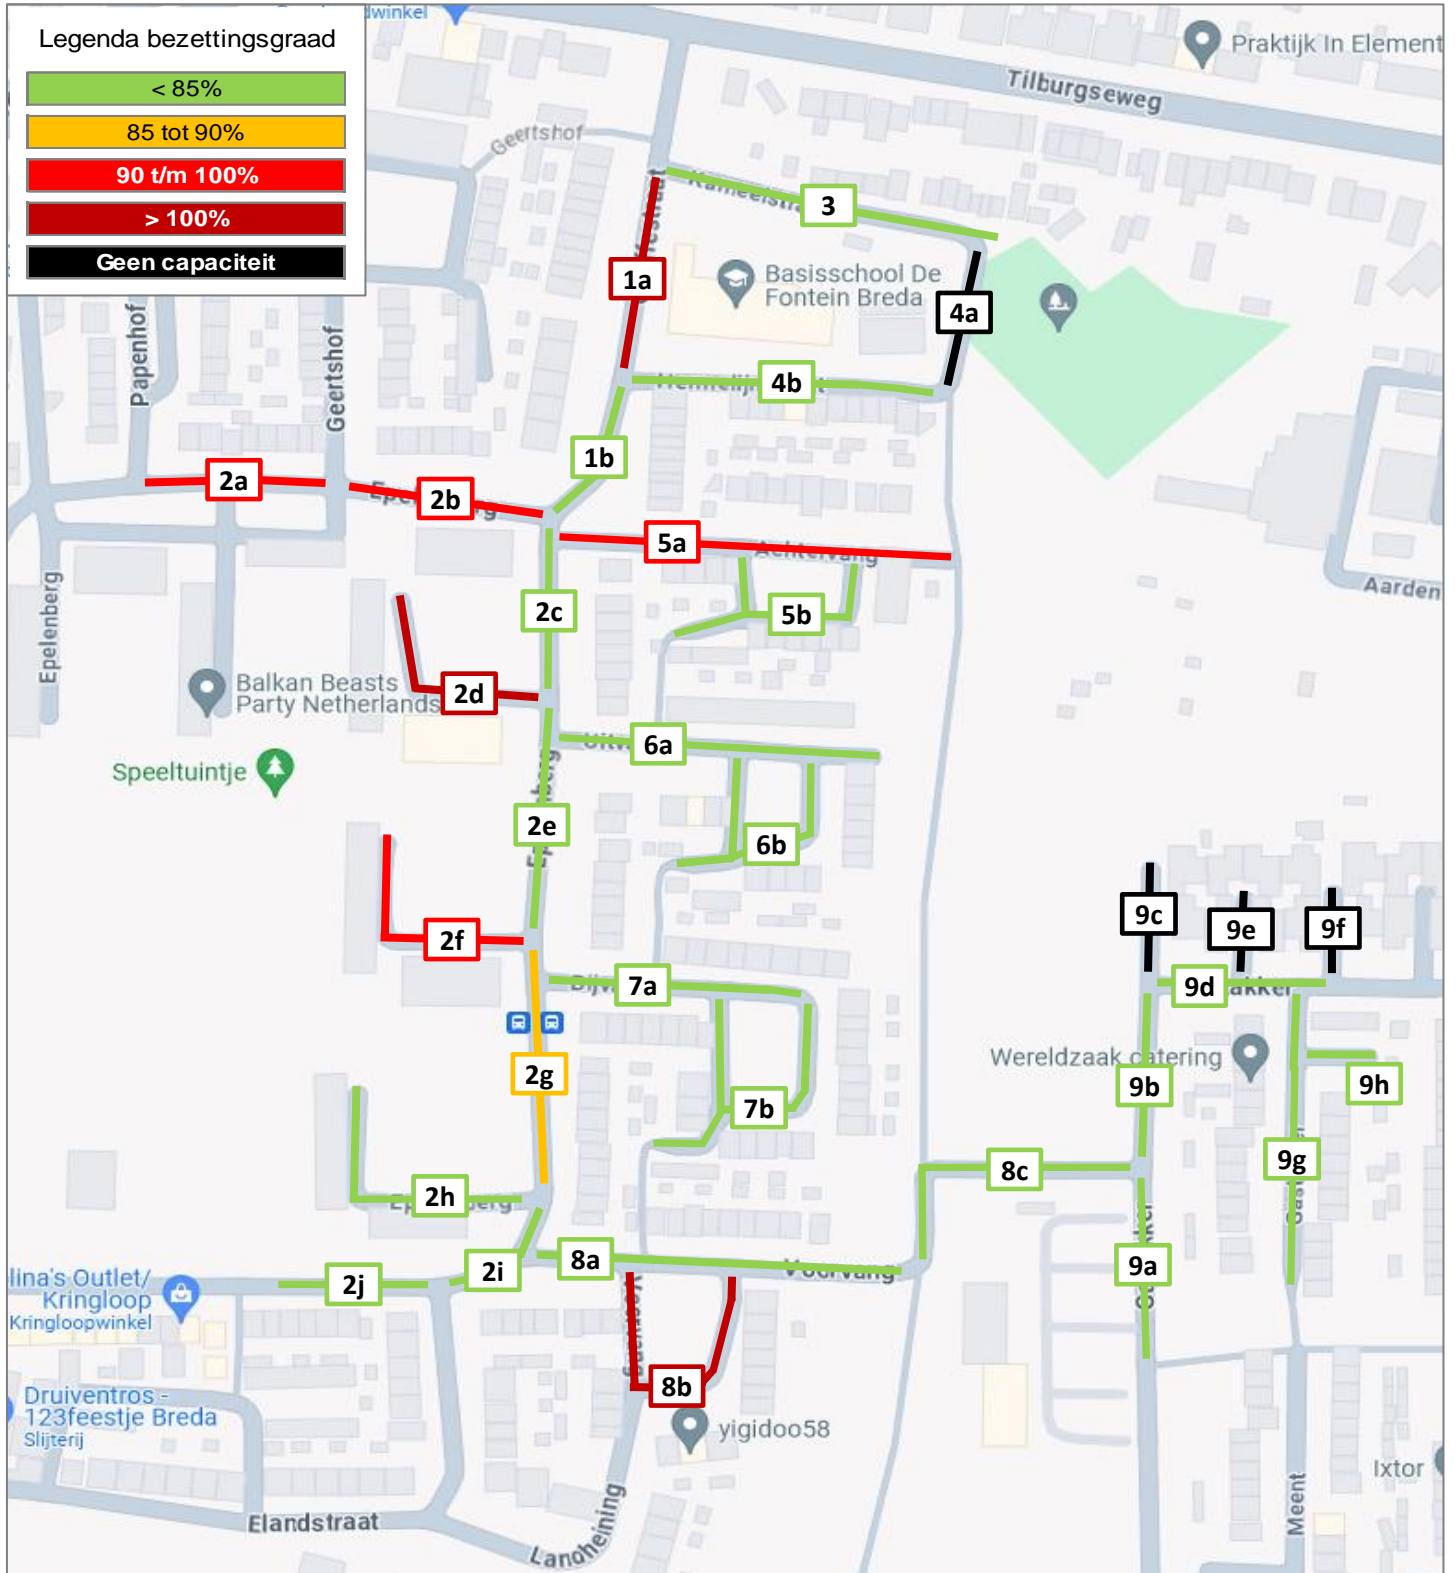 Legenda bezettingsgraad
< 85%
85 tot 90%
90 t/m 100%
> 100%
Geen capaciteit
Praktijk In Element
Tilburgseweg
Geertshof
3
1a
Basisschool De
Fontein Breda
4a
Papenhof
Geertshof
4b
1b
2a
2b
5a
Aarden
5b
2c
Epelenberg
2d
Balkan Beasts
Party Netherlands
6a
Speeltuintje
2e
6b
9c
9e
9f
2f
7a
9d
Wereldzaak catering
2g
9b
9h
7b
9g
8c
2h
8a
Voorvang
9a
2i
2j
lina's Outlet/
Kringloop
Kringloopwinkel
8b
Druiventros -
123feestje Breda
Slijterij
yigidoo58
Ixtor
Meent
Elandstraat
Landheining